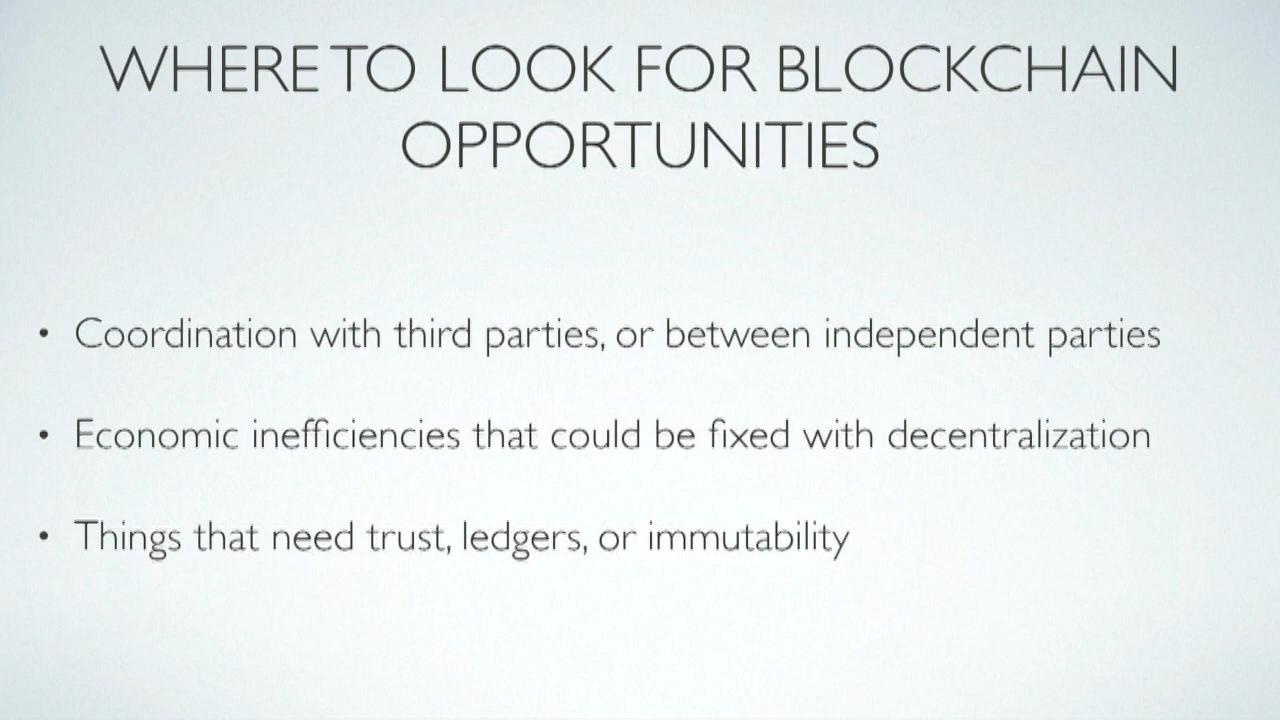 WHERE TO LOOK FOR BLOCKCHAIN
OPPORTUNITIES
• Coordination with third parties, or between independent parties
• Economic inefficiencies that could be fixed with decentralization
• Things that need trust, ledgers, or immutability